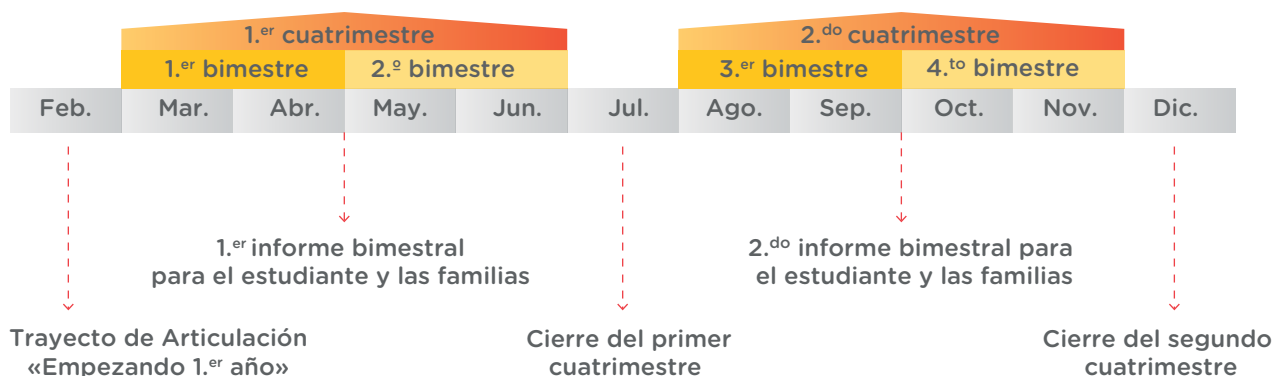 1.er cuatrimestre
2.do cuatrimestre
1.er bimestre
2.º bimestre
3.er bimestre
4.to bimestre
Feb.
Mar.
Abr.
May.
Jun.
Jul.
Ago.
Sep.
Oct.
Nov.
Dic.
1.er informe bimestral
para el estudiante y las familias
2.do informe bimestral para
el estudiante y las familias
Trayecto de Articulación
«Empezando 1.er año»
Cierre del primer
cuatrimestre
Cierre del segundo
cuatrimestre